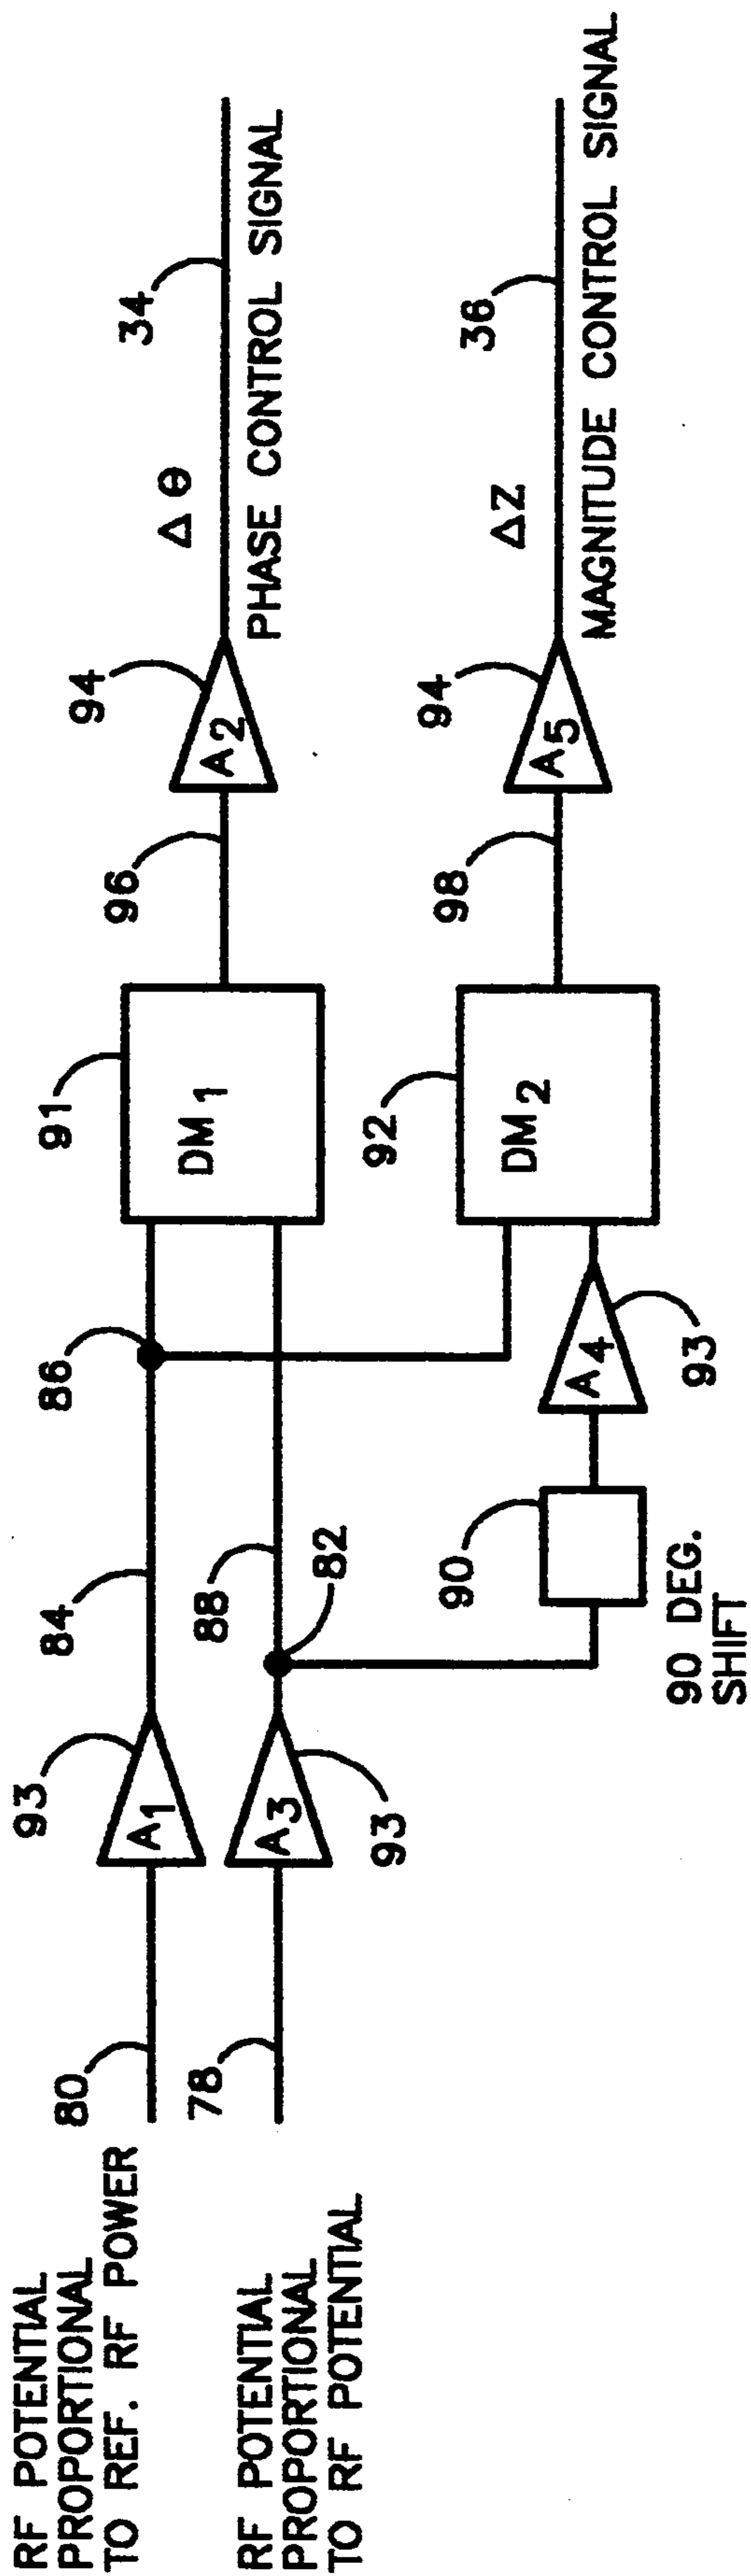 RF POTENTIAL
PROPORTIONAL
TO REF. RF POWER
80
93
A1
84
86
91
DM1
96
94
A2
Δ Θ
34
PHASE CONTROL SIGNAL
RF POTENTIAL
PROPORTIONAL
TO RF POTENTIAL
78
A3
93
88
82
90
90 DEG.
SHIFT
A4
93
92
DM2
98
94
A5
ΔZ
36
MAGNITUDE CONTROL SIGNAL